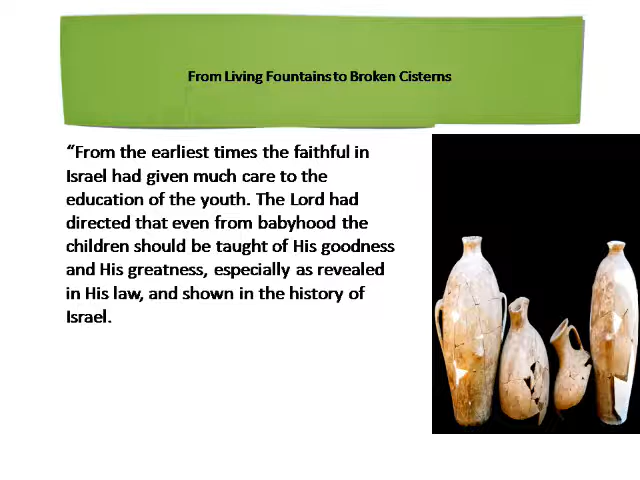 From Living Fountains to Broken Cisterns
“From the earliest times the faithful in
Israel had given much care to the
education of the youth. The Lord had
directed that even from babyhood the
children should be taught of His goodness
and His greatness, especially as revealed
in His law, and shown in the history of
Israel.